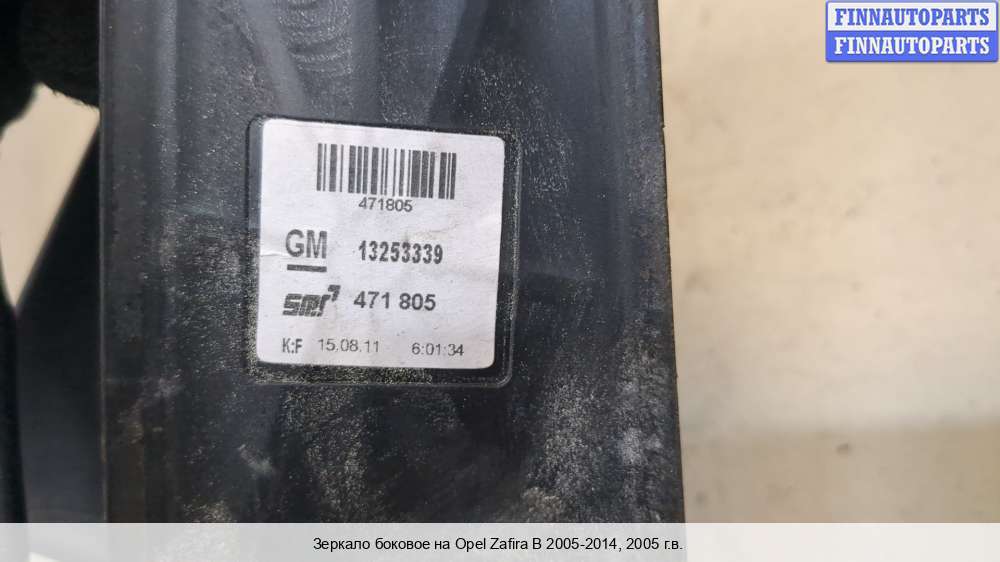 FINNAUTOPARTS
FINNAUTOPARTS
471805
GM 13253339
smr 471 805
K:F 15.08.11 6:01:34
Зеркало боковое на Opel Zafira B 2005-2014, 2005 г.в.